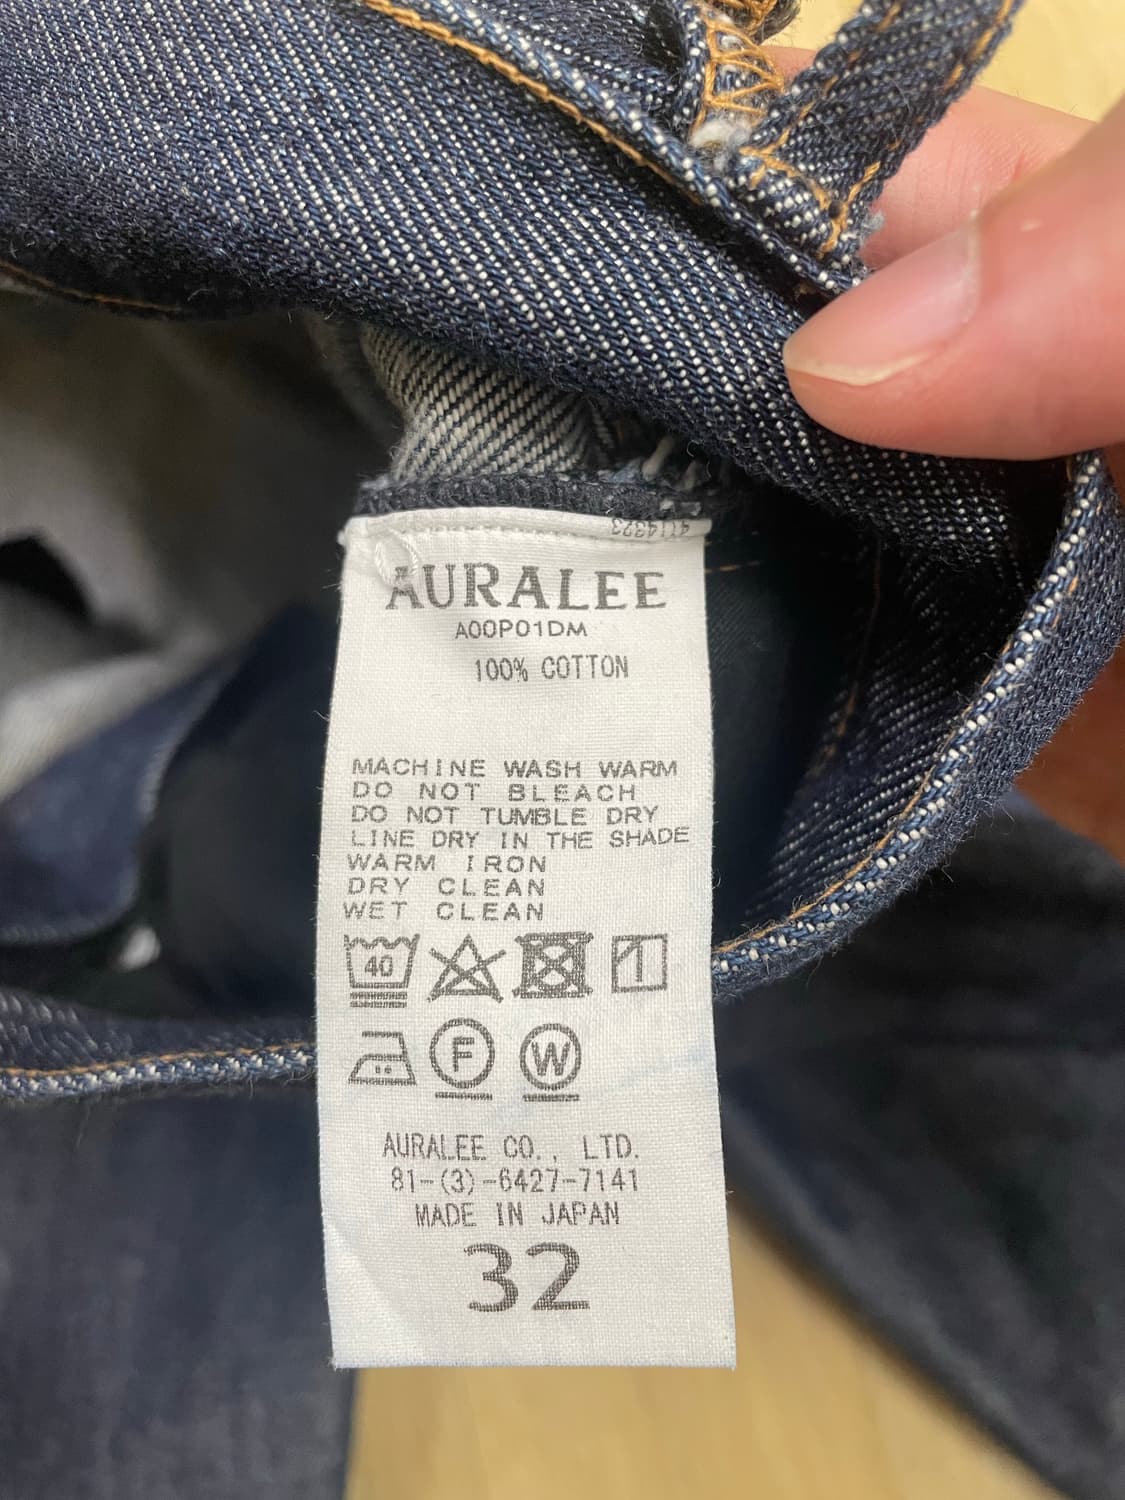 4114323
AURALEE
A00P01DM
100% COTTON
MACHINE WASH WARM
DO NOT BLEACH
DO NOT TUMBLE DRY
LINE DRY IN THE SHADE
WARM IRON
DRY CLEAN
WET CLEAN
40
F W
AURALEE CO., LTD.
81-(3)-6427-7141
MADE IN JAPAN
32